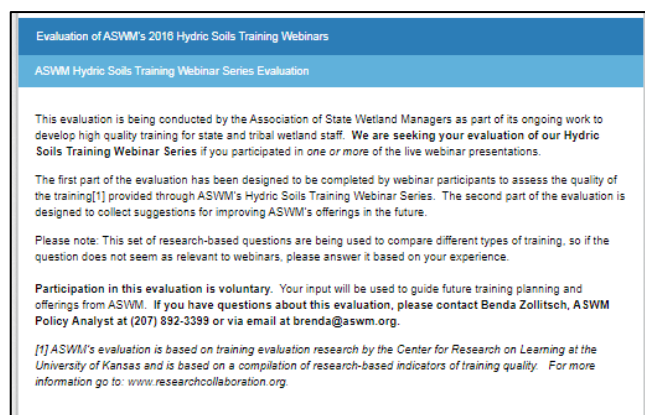 Evaluation of ASWM's 2016 Hydric Soils Training Webinars
ASWM Hydric Soils Training Webinar Series Evaluation
This evaluation is being conducted by the Association of State Wetland Managers as part of its ongoing work to
develop high quality training for state and tribal wetland staff. We are seeking your evaluation of our Hydric
Soils Training Webinar Series if you participated in one or more of the live webinar presentations.
The first part of the evaluation has been designed to be completed by webinar participants to assess the quality of
the training[1] provided through ASWM's Hydric Soils Training Webinar Series. The second part of the evaluation is
designed to collect suggestions for improving ASWM's offerings in the future.
Please note: This set of research-based questions are being used to compare different types of training, so if the
question does not seem as relevant to webinars, please answer it based on your experience.
Participation in this evaluation is voluntary. Your input will be used to guide future training planning and
offerings from ASWM. If you have questions about this evaluation, please contact Benda Zollitsch, ASWM
Policy Analyst at (207) 892-3399 or via email at brenda@aswm.org.
[1] ASWM's evaluation is based on training evaluation research by the Center for Research on Learning at the
University of Kansas and is based on a compilation of research-based indicators of training quality. For more
information go to: www.researchcollaboration.org.